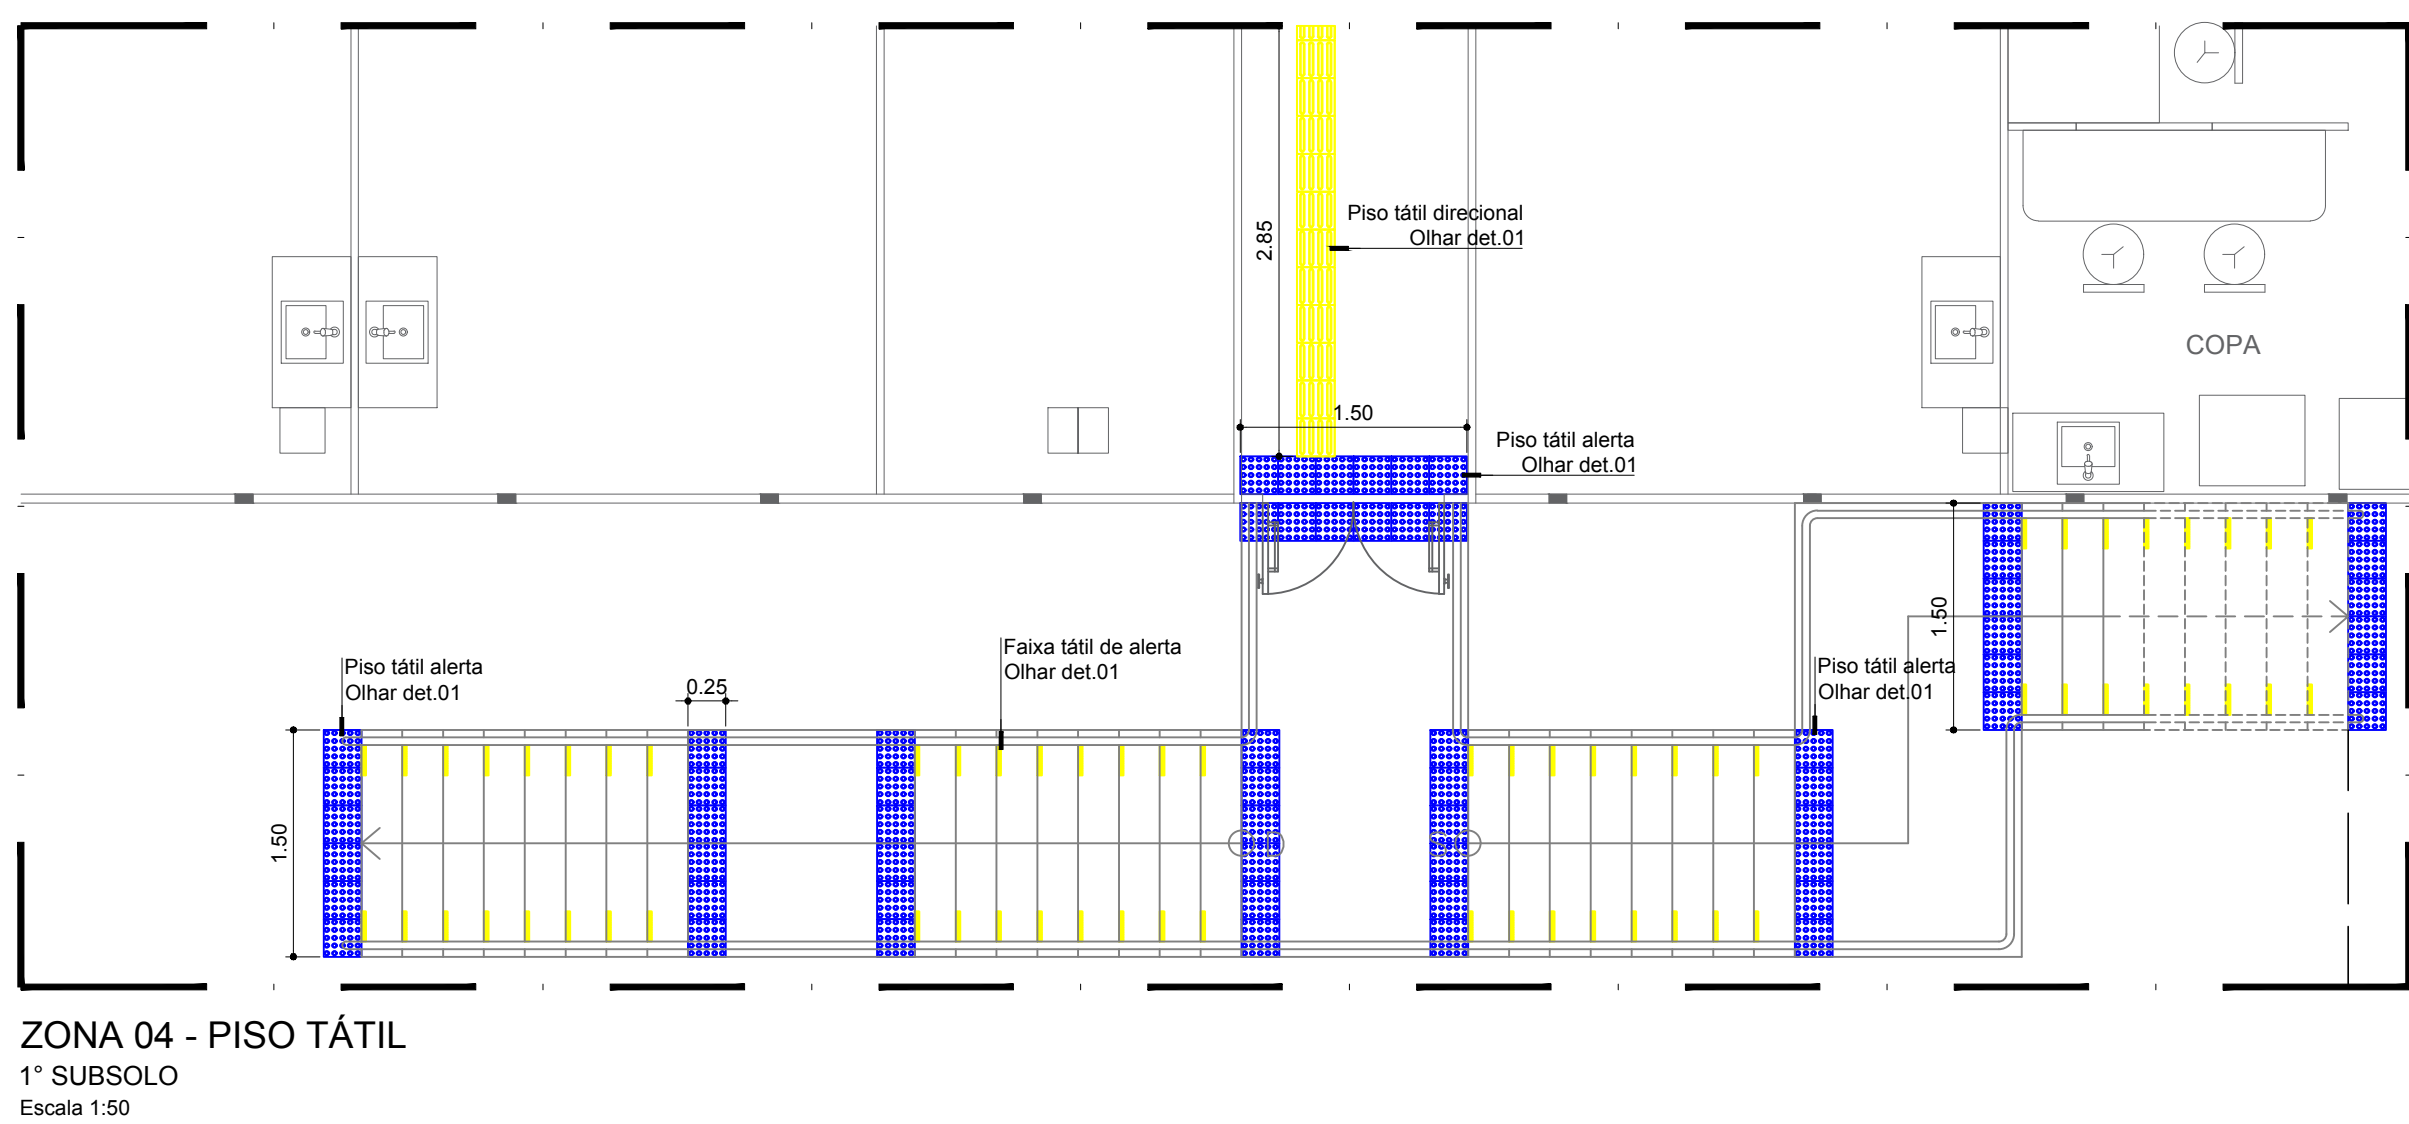 Piso tátil direcional
Olhar det.01
2.85
COPA
1.50
Piso tátil alerta
Olhar det.01
1.50
Faixa tátil de alerta
Olhar det.01
Piso tátil alerta
Olhar det.01
0.25
Piso tátil alerta
Olhar det.01
1.50
ZONA 04 - PISO TÁTIL
1° SUBSOLO
Escala 1:50